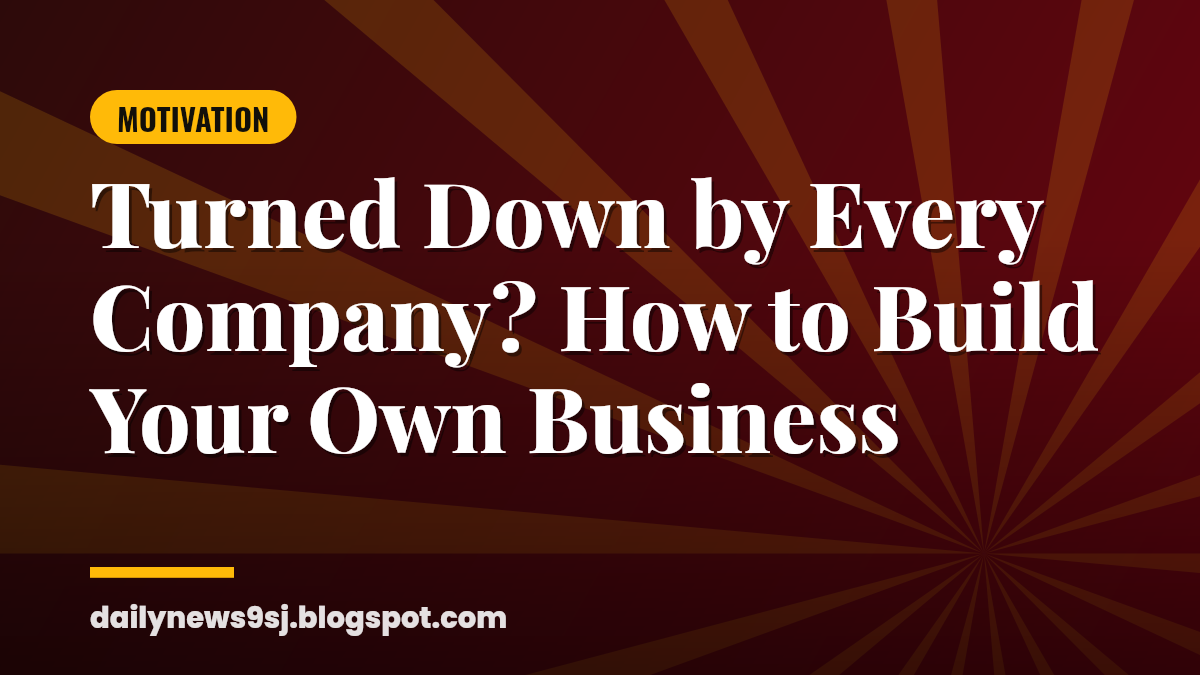 MOTIVATION
Turned Down by Every
Company? How to Build
Your Own Business
dailynews9sj.blogspot.com